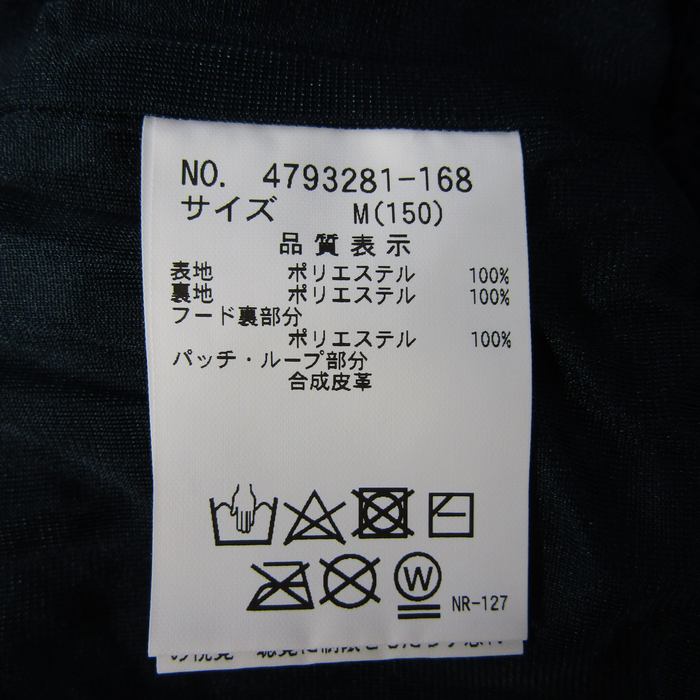 NO. 4793281-168
サイズ M(150)
品質表示
表地 ポリエステル 100%
裏地 ポリエステル 100%
フード裏部分
ポリエステル 100%
パッチ・ループ部分
合成皮革
W
NR-127